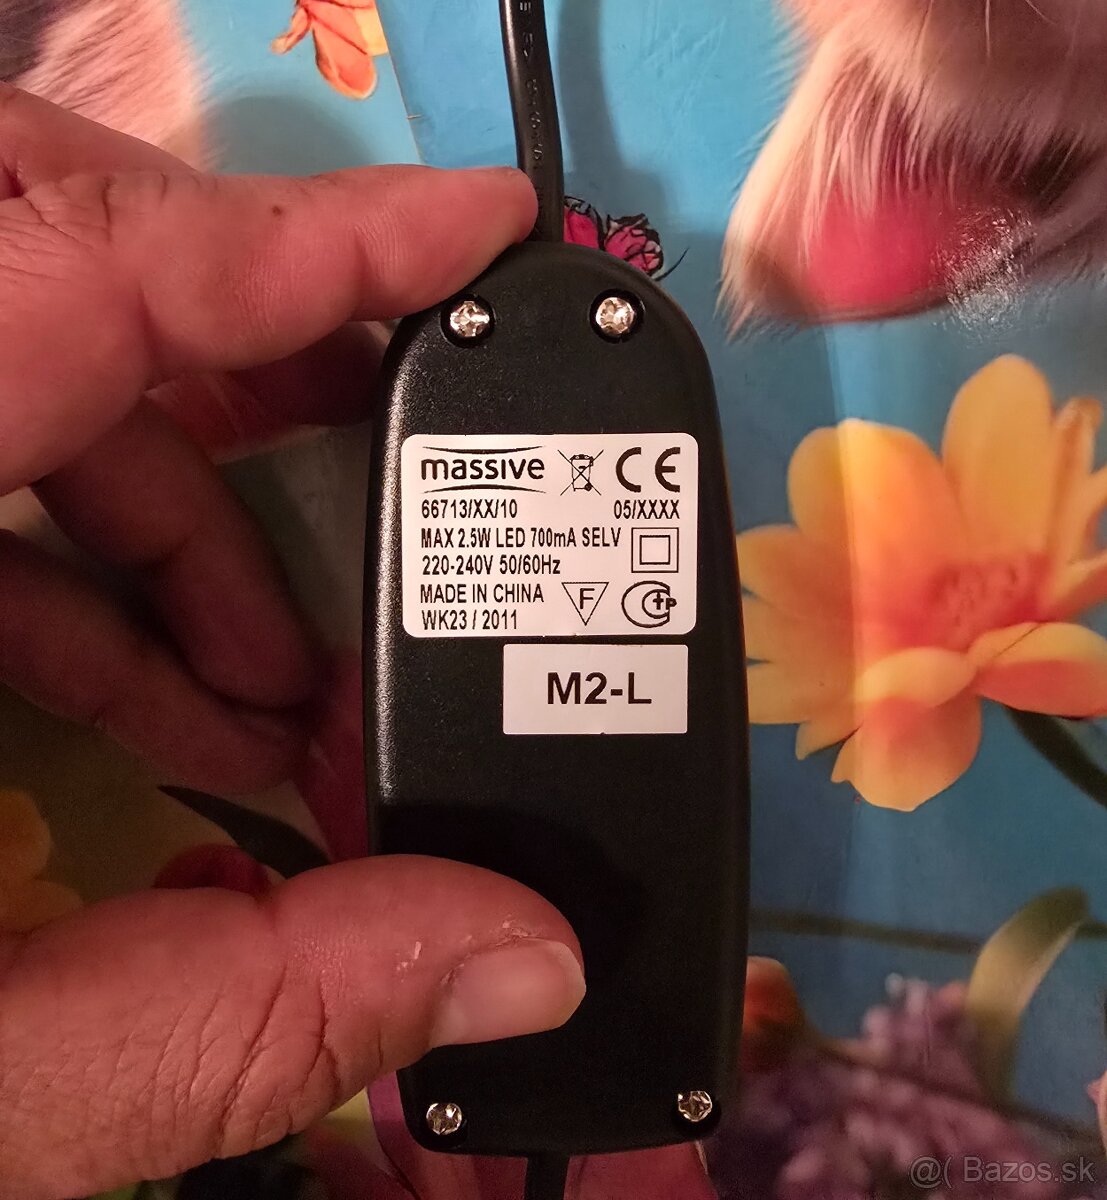 massive CE
66713/XX/10 05/XXXX
MAX 2.5W LED 700mA SELV
220-240V 50/60Hz
MADE IN CHINA F
WK23 / 2011
M2-L
@( Bazos.sk